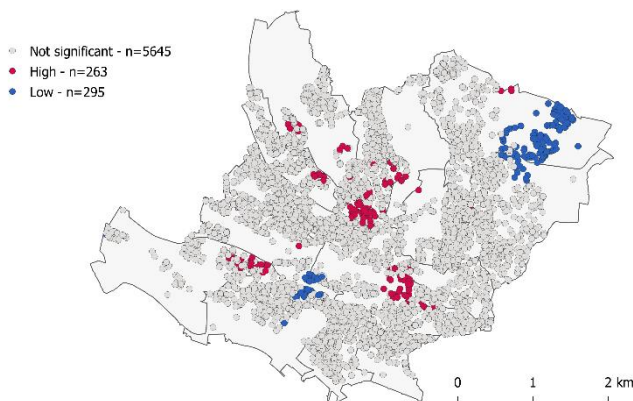 Not significant - n=5645
High - n=263
Low - n=295
0 1 2 km